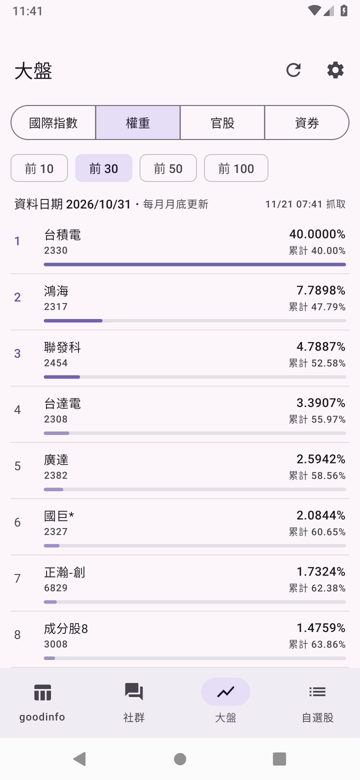 11:41
大盤
國際指數
權重
官股
資券
前 10
前 30
前 50
前 100
資料日期 2026/10/31・每月月底更新
11/21 07:41 抓取
1
台積電
40.0000%
2330
累計 40.00%
2
鴻海
7.7898%
2317
累計 47.79%
3
聯發科
4.7887%
2454
累計 52.58%
4
台達電
3.3907%
2308
累計 55.97%
5
廣達
2.5942%
2382
累計 58.56%
6
國巨*
2.0844%
2327
累計 60.65%
7
正瀚-創
1.7324%
6829
累計 62.38%
8
成分股8
1.4759%
3008
累計 63.86%
goodinfo
社群
大盤
自選股